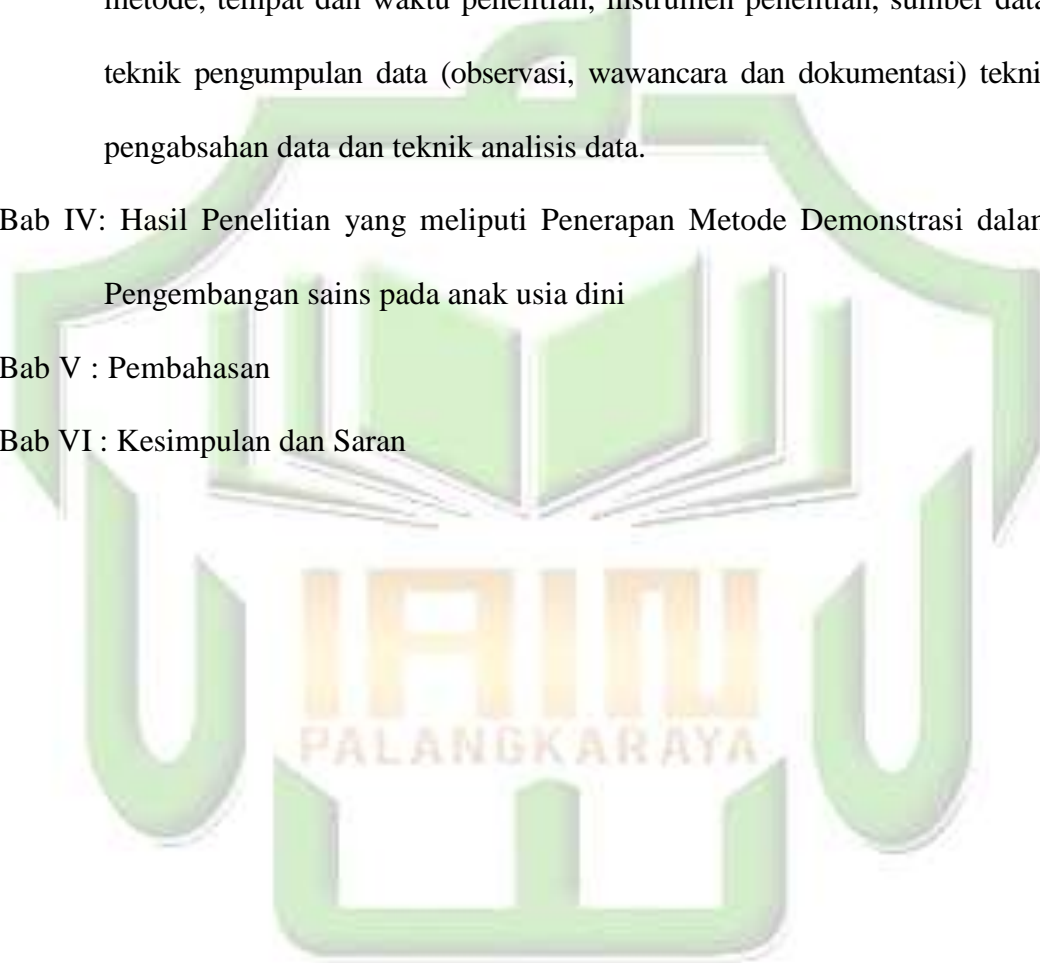 metode, tempat dan waktu penelitian, instrumen penelitian, sumber data
teknik pengumpulan data (observasi, wawancara dan dokumentasi) tekni
pengabsahan data dan teknik analisis data.
Bab IV: Hasil Penelitian yang meliputi Penerapan Metode Demonstrasi dalan
Pengembangan sains pada anak usia dini
Bab V : Pembahasan
Bab VI : Kesimpulan dan Saran
IAIN
PALANGKARAYA